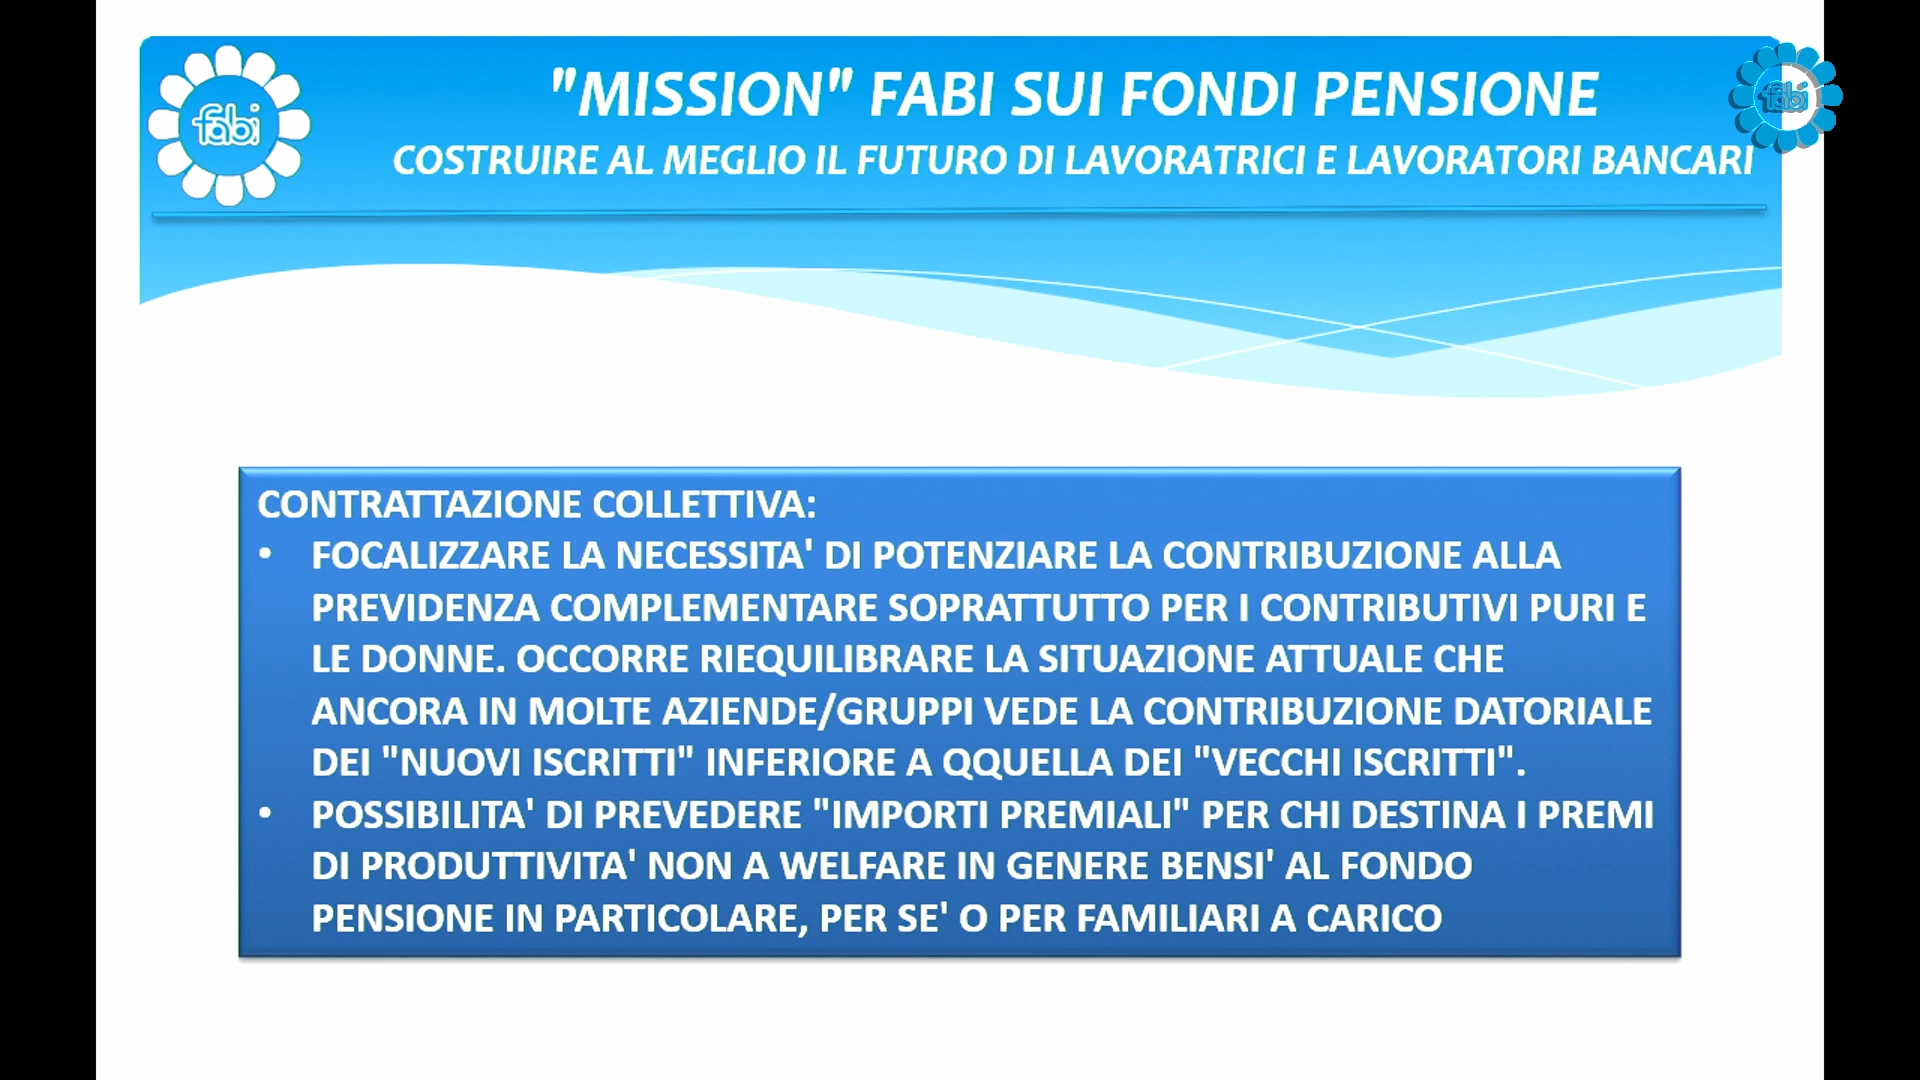 fabi
"MISSION" FABI SUI FONDI PENSIONE
fabi
COSTRUIRE AL MEGLIO IL FUTURO DI LAVORATRICI E LAVORATORI BANCARI
CONTRATTAZIONE COLLETTIVA:
• FOCALIZZARE LA NECESSITA' DI POTENZIARE LA CONTRIBUZIONE ALLA
PREVIDENZA COMPLEMENTARE SOPRATTUTTO PER I CONTRIBUTIVI PURI E
LE DONNE. OCCORRE RIEQUILIBRARE LA SITUAZIONE ATTUALE CHE
ANCORA IN MOLTE AZIENDE/GRUPPI VEDE LA CONTRIBUZIONE DATORIALE
DEI "NUOVI ISCRITTI" INFERIORE A QQUELLA DEI "VECCHI ISCRITTI".
• POSSIBILITA' DI PREVEDERE "IMPORTI PREMIALI" PER CHI DESTINA I PREMI
DI PRODUTTIVITA' NON A WELFARE IN GENERE BENSI' AL FONDO
PENSIONE IN PARTICOLARE, PER SE' O PER FAMILIARI A CARICO